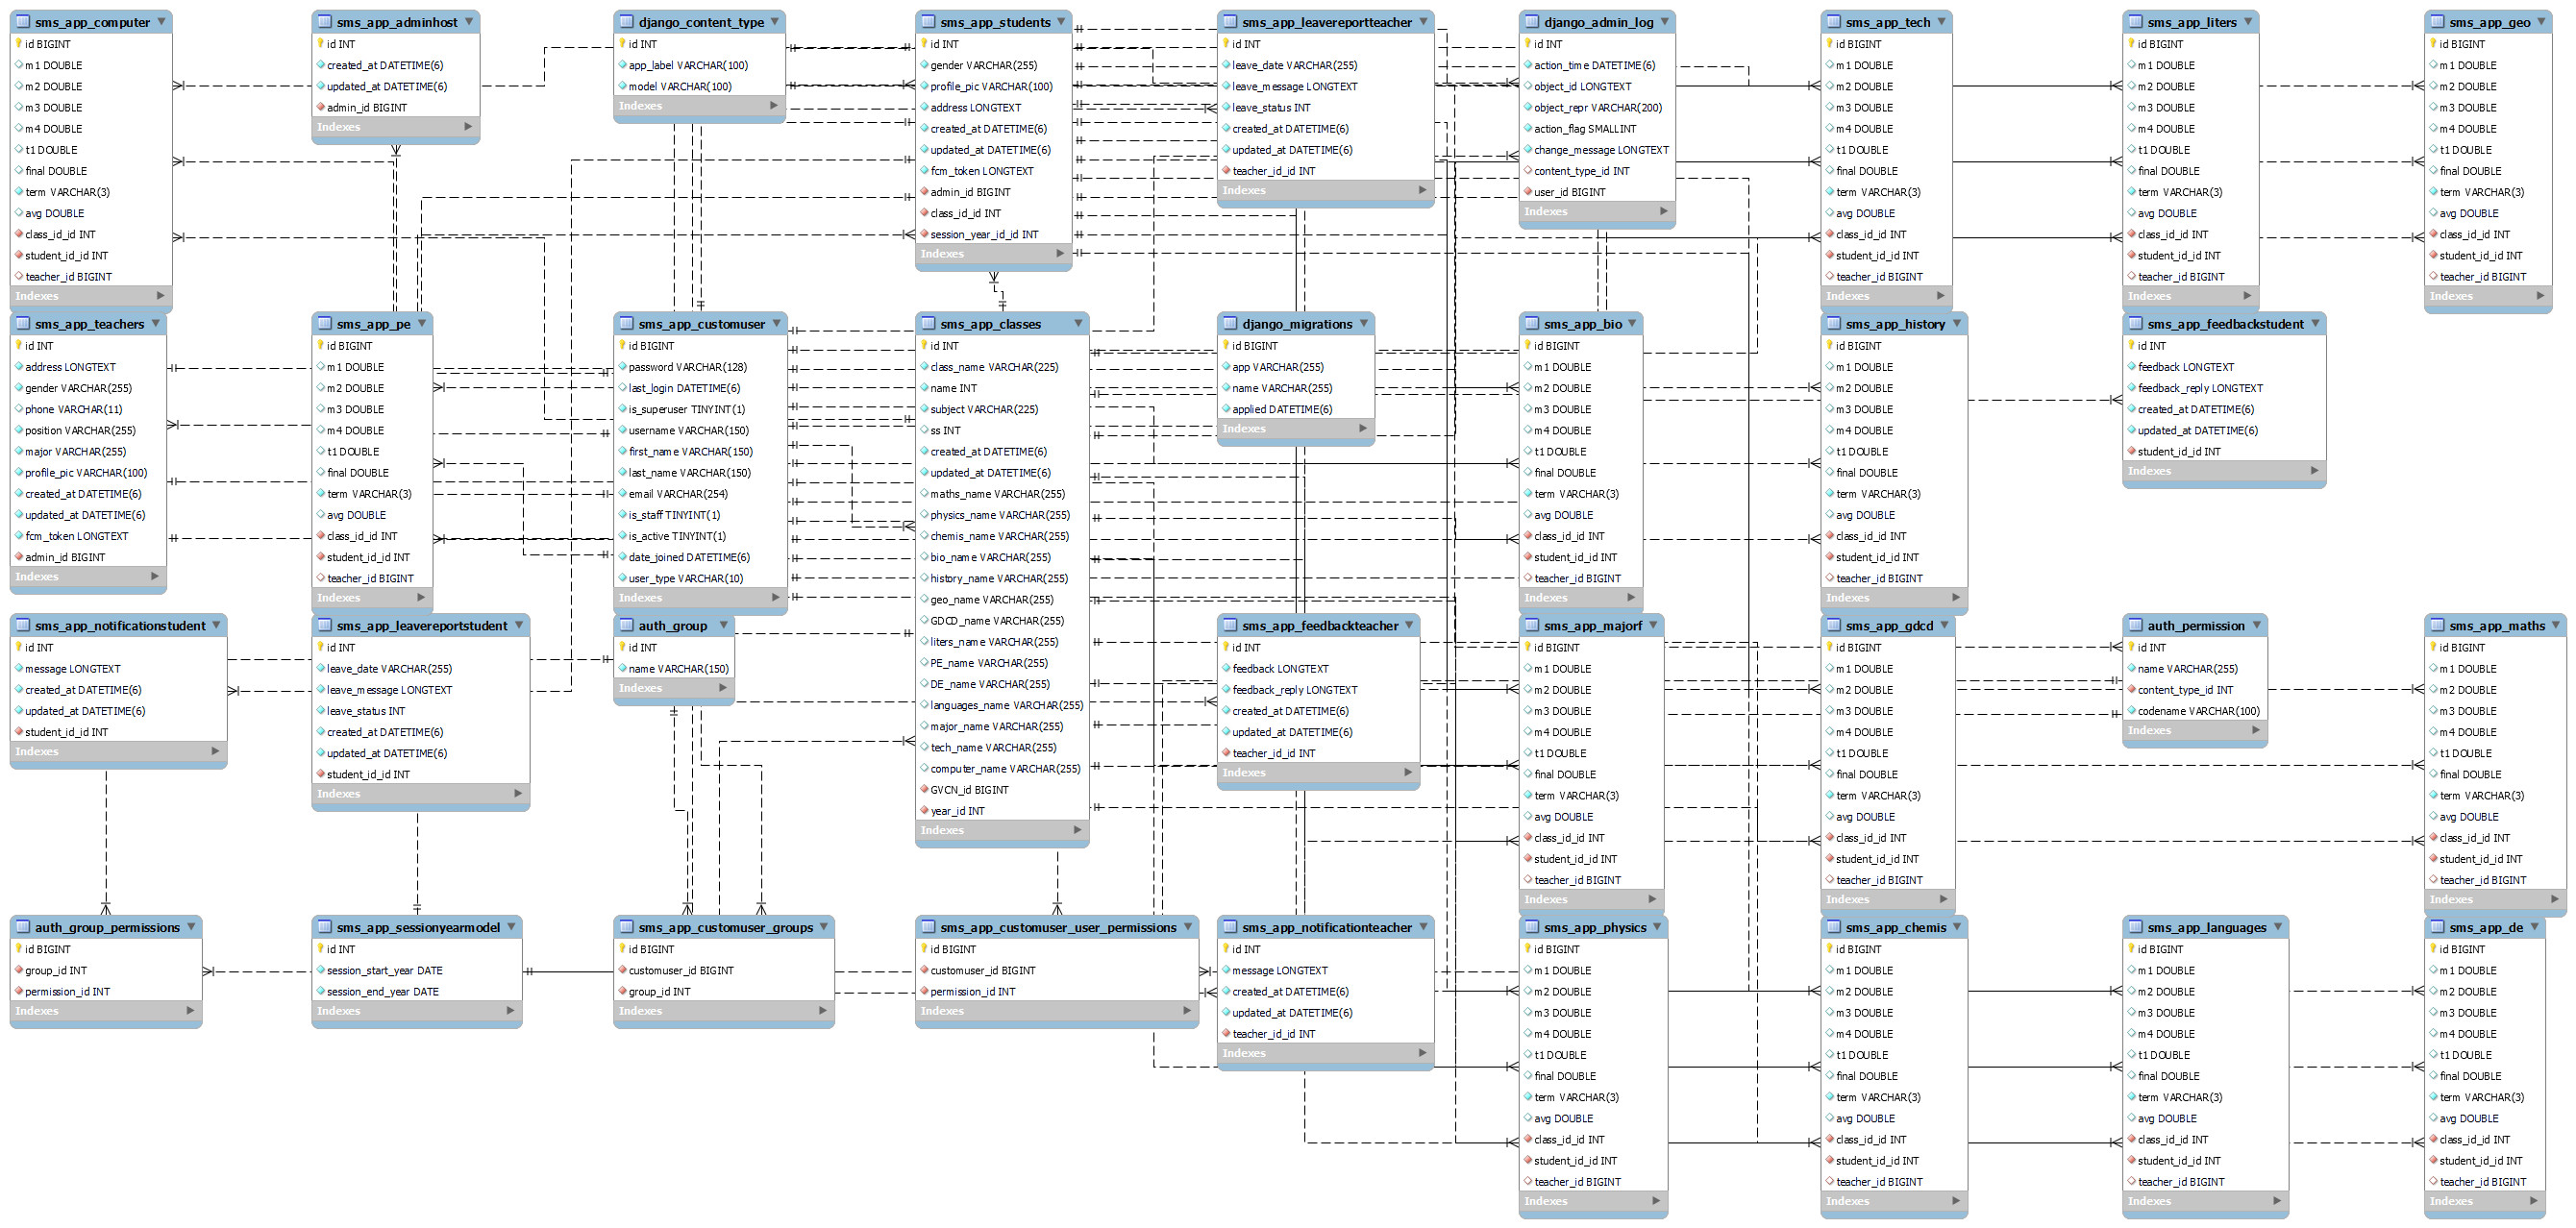 sms_app_computer
id BIGINT
m1 DOUBLE
m2 DOUBLE
m3 DOUBLE
m4 DOUBLE
t1 DOUBLE
final DOUBLE
term VARCHAR(3)
avg DOUBLE
class_id_id INT
student_id_id INT
teacher_id BIGINT
Indexes
sms_app_adminhost
id INT
created_at DATETIME(6)
updated_at DATETIME(6)
admin_id BIGINT
Indexes
django_content_type
id INT
app_label VARCHAR(100)
model VARCHAR(100)
Indexes
sms_app_students
id INT
gender VARCHAR(255)
profile_pic VARCHAR(100)
address LONGTEXT
created_at DATETIME(6)
updated_at DATETIME(6)
fcm_token LONGTEXT
admin_id BIGINT
class_id_id INT
session_year_id_id INT
Indexes
sms_app_leavereportteacher
id INT
leave_date VARCHAR(255)
leave_message LONGTEXT
leave_status INT
created_at DATETIME(6)
updated_at DATETIME(6)
teacher_id_id INT
Indexes
django_admin_log
id INT
action_time DATETIME(6)
object_id LONGTEXT
object_repr VARCHAR(200)
action_flag SMALLINT
change_message LONGTEXT
content_type_id INT
user_id BIGINT
Indexes
sms_app_tech
id BIGINT
m1 DOUBLE
m2 DOUBLE
m3 DOUBLE
m4 DOUBLE
t1 DOUBLE
final DOUBLE
term VARCHAR(3)
avg DOUBLE
class_id_id INT
student_id_id INT
teacher_id BIGINT
Indexes
sms_app_liters
id BIGINT
m1 DOUBLE
m2 DOUBLE
m3 DOUBLE
m4 DOUBLE
t1 DOUBLE
final DOUBLE
term VARCHAR(3)
avg DOUBLE
class_id_id INT
student_id_id INT
teacher_id BIGINT
Indexes
sms_app_geo
id BIGINT
m1 DOUBLE
m2 DOUBLE
m3 DOUBLE
m4 DOUBLE
t1 DOUBLE
final DOUBLE
term VARCHAR(3)
avg DOUBLE
class_id_id INT
student_id_id INT
teacher_id BIGINT
Indexes
sms_app_teachers
id INT
address LONGTEXT
gender VARCHAR(255)
phone VARCHAR(11)
position VARCHAR(255)
major VARCHAR(255)
profile_pic VARCHAR(100)
created_at DATETIME(6)
updated_at DATETIME(6)
fcm_token LONGTEXT
admin_id BIGINT
Indexes
sms_app_pe
id BIGINT
m1 DOUBLE
m2 DOUBLE
m3 DOUBLE
m4 DOUBLE
t1 DOUBLE
final DOUBLE
term VARCHAR(3)
avg DOUBLE
class_id_id INT
student_id_id INT
teacher_id BIGINT
Indexes
sms_app_customuser
id BIGINT
password VARCHAR(128)
last_login DATETIME(6)
is_superuser TINYINT(1)
username VARCHAR(150)
first_name VARCHAR(150)
last_name VARCHAR(150)
email VARCHAR(254)
is_staff TINYINT(1)
is_active TINYINT(1)
date_joined DATETIME(6)
user_type VARCHAR(10)
Indexes
sms_app_classes
id INT
class_name VARCHAR(225)
name INT
subject VARCHAR(225)
ss INT
created_at DATETIME(6)
updated_at DATETIME(6)
maths_name VARCHAR(255)
physics_name VARCHAR(255)
chemis_name VARCHAR(255)
bio_name VARCHAR(255)
history_name VARCHAR(255)
geo_name VARCHAR(255)
GDCD_name VARCHAR(255)
liters_name VARCHAR(255)
PE_name VARCHAR(255)
DE_name VARCHAR(255)
languages_name VARCHAR(255)
major_name VARCHAR(255)
tech_name VARCHAR(255)
computer_name VARCHAR(255)
GVCN_id BIGINT
year_id INT
Indexes
django_migrations
id BIGINT
app VARCHAR(255)
name VARCHAR(255)
applied DATETIME(6)
Indexes
sms_app_bio
id BIGINT
m1 DOUBLE
m2 DOUBLE
m3 DOUBLE
m4 DOUBLE
t1 DOUBLE
final DOUBLE
term VARCHAR(3)
avg DOUBLE
class_id_id INT
student_id_id INT
teacher_id BIGINT
Indexes
sms_app_history
id BIGINT
m1 DOUBLE
m2 DOUBLE
m3 DOUBLE
m4 DOUBLE
t1 DOUBLE
final DOUBLE
term VARCHAR(3)
avg DOUBLE
class_id_id INT
student_id_id INT
teacher_id BIGINT
Indexes
sms_app_feedbackstudent
id INT
feedback LONGTEXT
feedback_reply LONGTEXT
created_at DATETIME(6)
updated_at DATETIME(6)
student_id_id INT
Indexes
sms_app_notificationstudent
id INT
message LONGTEXT
created_at DATETIME(6)
updated_at DATETIME(6)
student_id_id INT
Indexes
sms_app_leavereportstudent
id INT
leave_date VARCHAR(255)
leave_message LONGTEXT
leave_status INT
created_at DATETIME(6)
updated_at DATETIME(6)
student_id_id INT
Indexes
auth_group
id INT
name VARCHAR(150)
Indexes
sms_app_feedbackteacher
id INT
feedback LONGTEXT
feedback_reply LONGTEXT
created_at DATETIME(6)
updated_at DATETIME(6)
teacher_id_id INT
Indexes
sms_app_majorf
id BIGINT
m1 DOUBLE
m2 DOUBLE
m3 DOUBLE
m4 DOUBLE
t1 DOUBLE
final DOUBLE
term VARCHAR(3)
avg DOUBLE
class_id_id INT
student_id_id INT
teacher_id BIGINT
Indexes
sms_app_gdcd
id BIGINT
m1 DOUBLE
m2 DOUBLE
m3 DOUBLE
m4 DOUBLE
t1 DOUBLE
final DOUBLE
term VARCHAR(3)
avg DOUBLE
class_id_id INT
student_id_id INT
teacher_id BIGINT
Indexes
auth_permission
id INT
name VARCHAR(255)
content_type_id INT
codename VARCHAR(100)
Indexes
sms_app_maths
id BIGINT
m1 DOUBLE
m2 DOUBLE
m3 DOUBLE
m4 DOUBLE
t1 DOUBLE
final DOUBLE
term VARCHAR(3)
avg DOUBLE
class_id_id INT
student_id_id INT
teacher_id BIGINT
Indexes
auth_group_permissions
id BIGINT
group_id INT
permission_id INT
Indexes
sms_app_sessionyearmodel
id INT
session_start_year DATE
session_end_year DATE
Indexes
sms_app_customuser_groups
id BIGINT
customuser_id BIGINT
group_id INT
Indexes
sms_app_customuser_user_permissions
id BIGINT
customuser_id BIGINT
permission_id INT
Indexes
sms_app_notificationteacher
id INT
message LONGTEXT
created_at DATETIME(6)
updated_at DATETIME(6)
teacher_id_id INT
Indexes
sms_app_physics
id BIGINT
m1 DOUBLE
m2 DOUBLE
m3 DOUBLE
m4 DOUBLE
t1 DOUBLE
final DOUBLE
term VARCHAR(3)
avg DOUBLE
class_id_id INT
student_id_id INT
teacher_id BIGINT
Indexes
sms_app_chemis
id BIGINT
m1 DOUBLE
m2 DOUBLE
m3 DOUBLE
m4 DOUBLE
t1 DOUBLE
final DOUBLE
term VARCHAR(3)
avg DOUBLE
class_id_id INT
student_id_id INT
teacher_id BIGINT
Indexes
sms_app_languages
id BIGINT
m1 DOUBLE
m2 DOUBLE
m3 DOUBLE
m4 DOUBLE
t1 DOUBLE
final DOUBLE
term VARCHAR(3)
avg DOUBLE
class_id_id INT
student_id_id INT
teacher_id BIGINT
Indexes
sms_app_de
id BIGINT
m1 DOUBLE
m2 DOUBLE
m3 DOUBLE
m4 DOUBLE
t1 DOUBLE
final DOUBLE
term VARCHAR(3)
avg DOUBLE
class_id_id INT
student_id_id INT
teacher_id BIGINT
Indexes